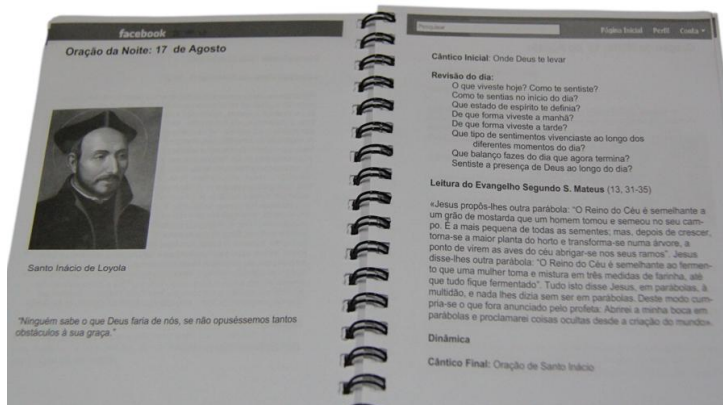 facebook
Oração da Noite: 17 de Agosto
Santo Inácio de Loyola
"Ninguém sabe o que Deus faria de nós, se não opuséssemos tantos
obstáculos à sua graça."
Pesquisar
Página Inicial Perfil Conta
Cântico Inicial: Onde Deus te levar
Revisão do dia:
O que viveste hoje? Como te sentiste?
Como te sentias no início do dia?
Que estado de espírito te definia?
De que forma viveste a manhã?
De que forma viveste a tarde?
Que tipo de sentimentos vivenciaste ao longo dos
diferentes momentos do dia?
Que balanço fazes do dia que agora termina?
Sentiste a presença de Deus ao longo do dia?
Leitura do Evangelho Segundo S. Mateus (13, 31-35)
«Jesus propôs-lhes outra parábola: "O Reino do Céu é semelhante a
um grão de mostarda que um homem tomou e semeou no seu cam-
po. É a mais pequena de todas as sementes; mas, depois de crescer,
torna-se a maior planta do horto e transforma-se numa árvore, a
ponto de virem as aves do céu abrigar-se nos seus ramos". Jesus
disse-lhes outra parábola: "O Reino do Céu é semelhante ao fermen-
to que uma mulher toma e mistura em três medidas de farinha, até
que tudo fique fermentado". Tudo isto disse Jesus, em parábolas, à
multidão, e nada lhes dizia sem ser em parábolas. Deste modo cum-
pria-se o que fora anunciado pelo profeta: Abrirei a minha boca em
parábolas e proclamarei coisas ocultas desde a criação do mundo».
Dinâmica
Cântico Final: Oração de Santo Inácio